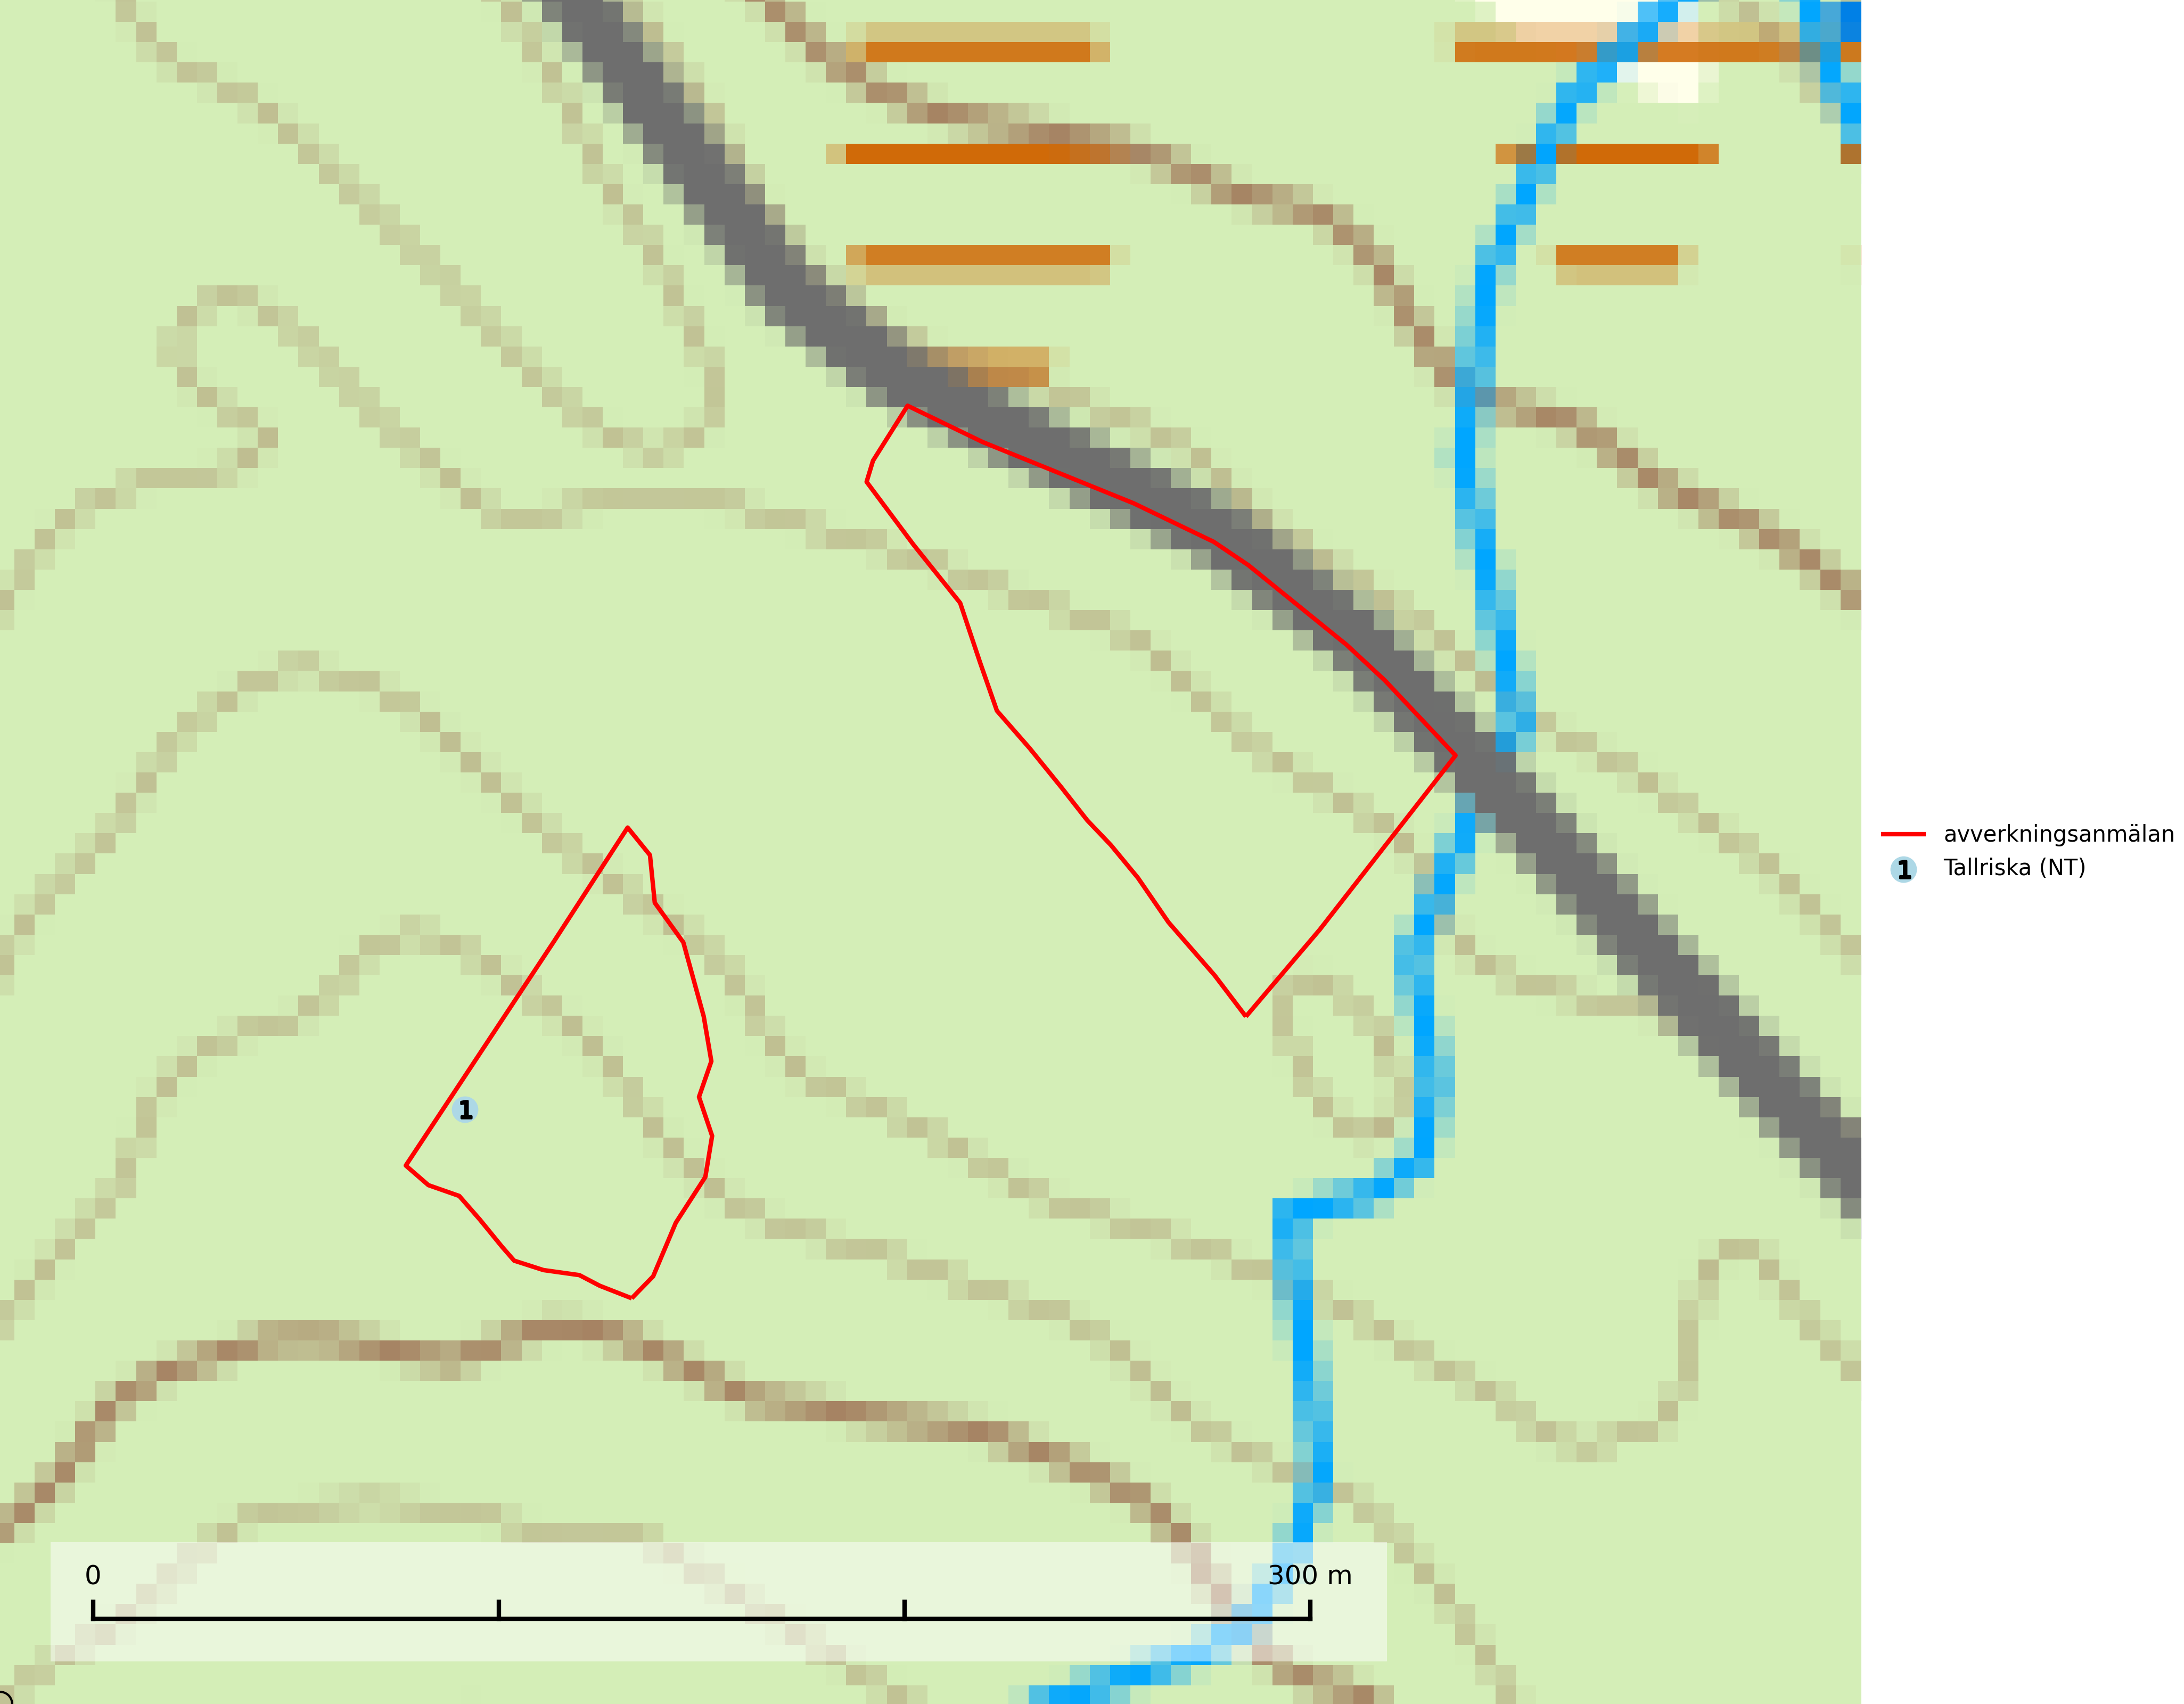 avverkningsanmälan
1 Tallriska (NT)
1
0 300 m